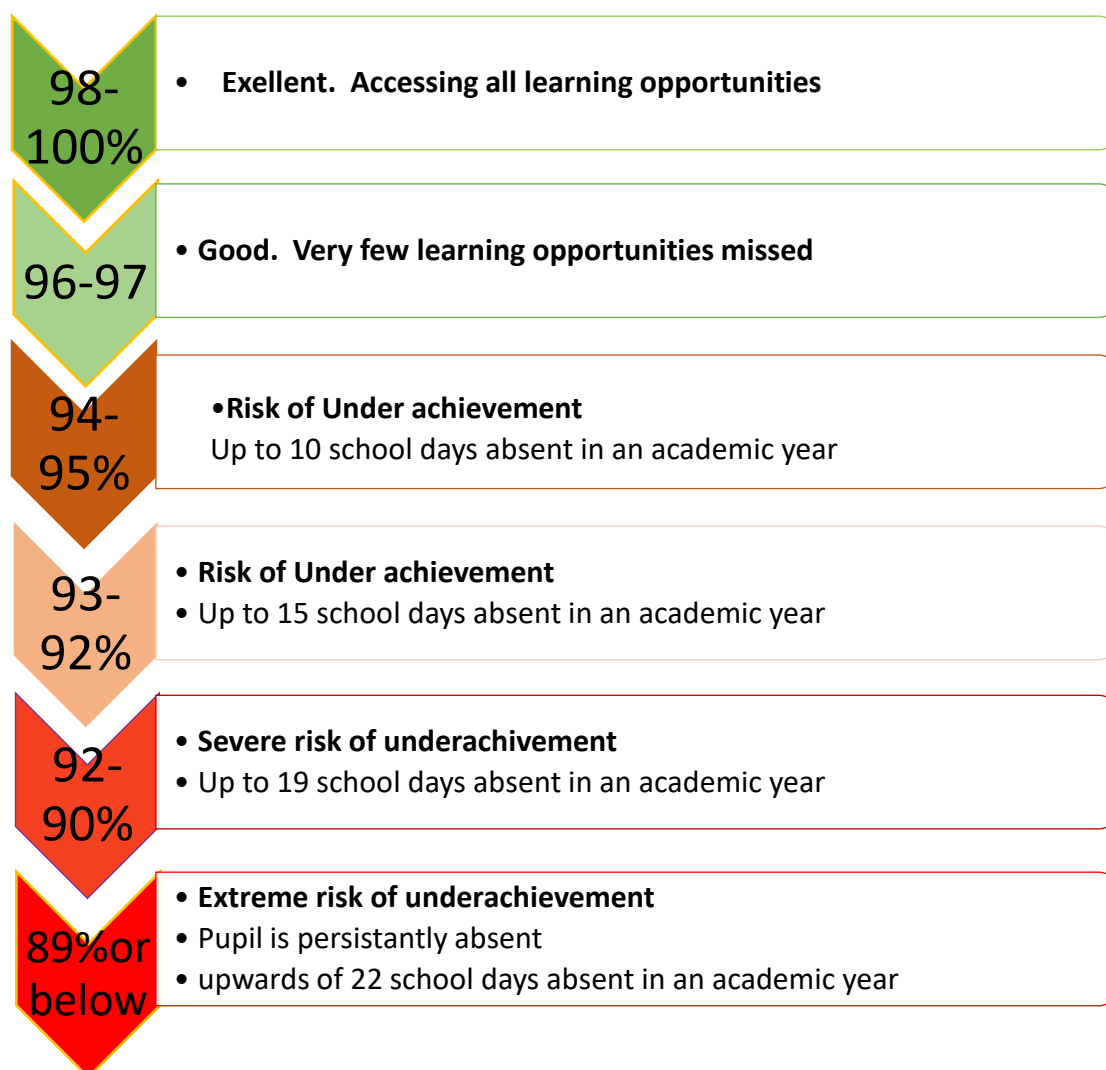 98-
100%
• Exellent. Accessing all learning opportunities
96-97
• Good. Very few learning opportunities missed
94-
95%
•Risk of Under achievement
Up to 10 school days absent in an academic year
93-
92%
• Risk of Under achievement
• Up to 15 school days absent in an academic year
92-
90%
• Severe risk of underachivement
• Up to 19 school days absent in an academic year
89%or
below
• Extreme risk of underachievement
• Pupil is persistantly absent
• upwards of 22 school days absent in an academic year